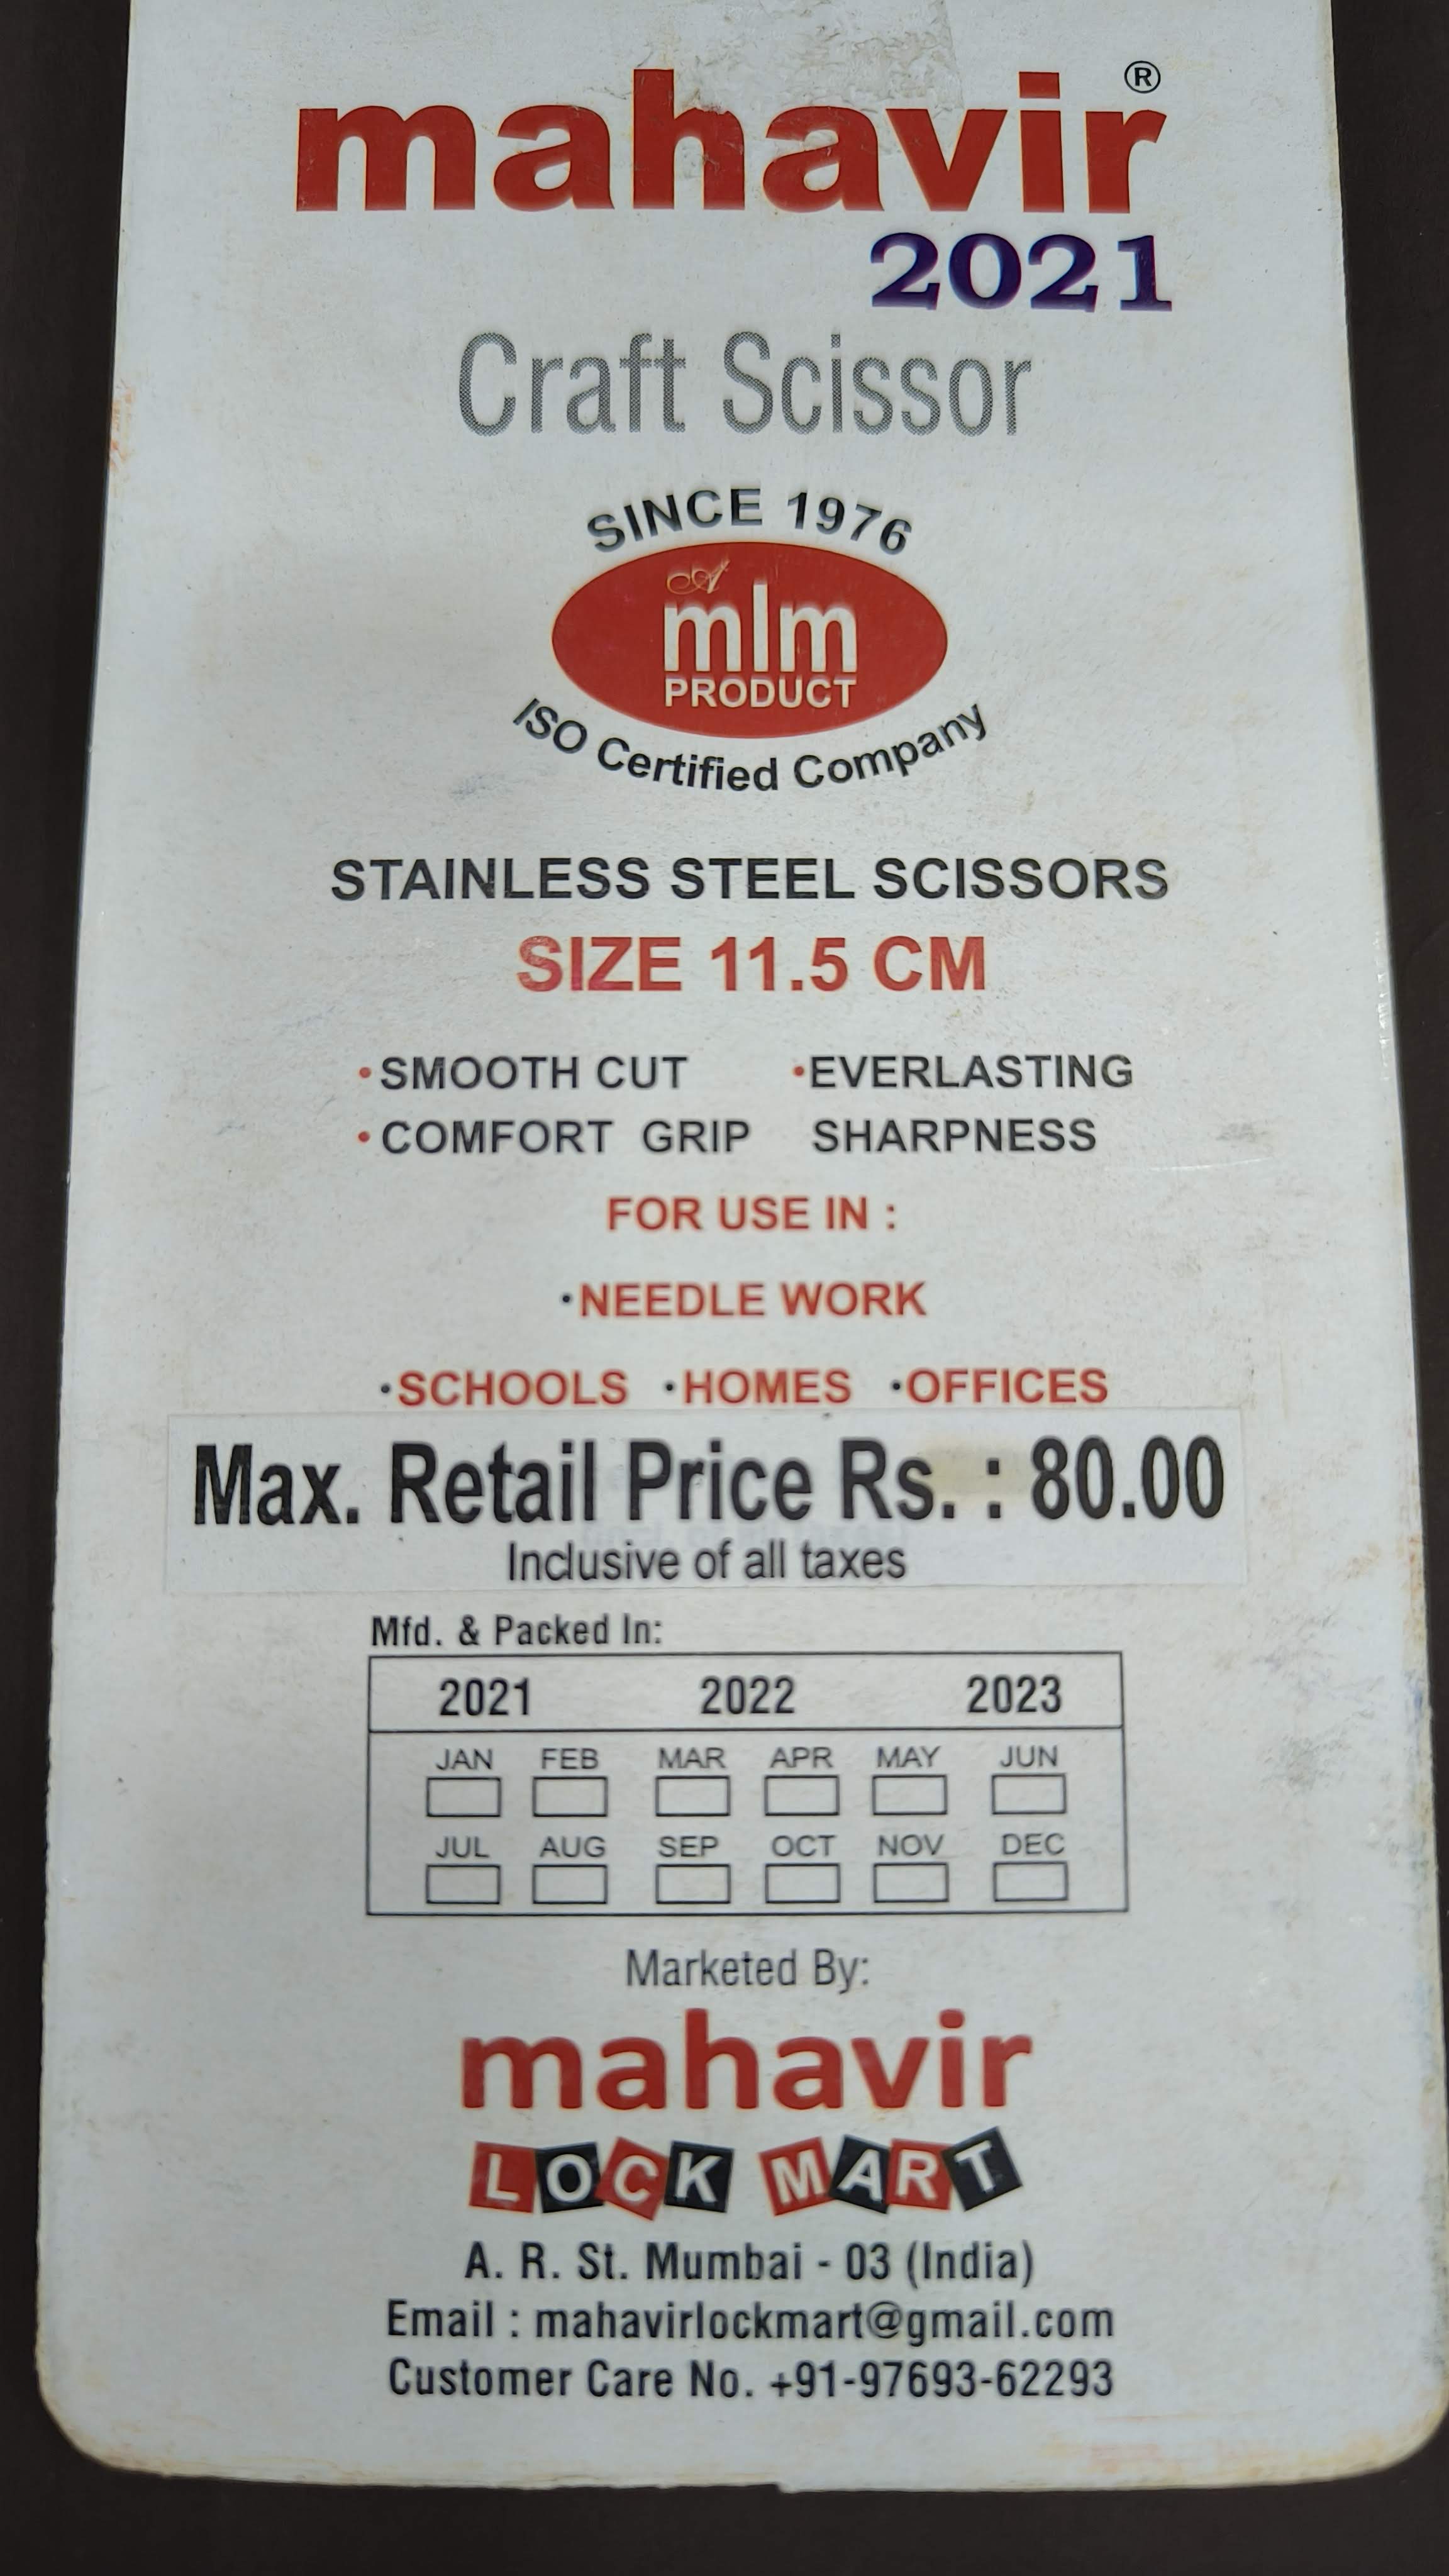 mahavir®
2021
Craft Scissor
SINCE 1976
A
mlm
PRODUCT
ISO Certified Company
STAINLESS STEEL SCISSORS
SIZE 11.5 CM
•SMOOTH CUT •EVERLASTING
•COMFORT GRIP SHARPNESS
FOR USE IN :
•NEEDLE WORK
•SCHOOLS •HOMES •OFFICES
Max. Retail Price Rs. : 80.00
Inclusive of all taxes
Mfd. & Packed In:
2021 2022 2023
JAN FEB MAR APR MAY JUN
JUL AUG SEP OCT NOV DEC
Marketed By:
mahavir
LOCK MART
A. R. St. Mumbai - 03 (India)
Email : mahavirlockmart@gmail.com
Customer Care No. +91-97693-62293